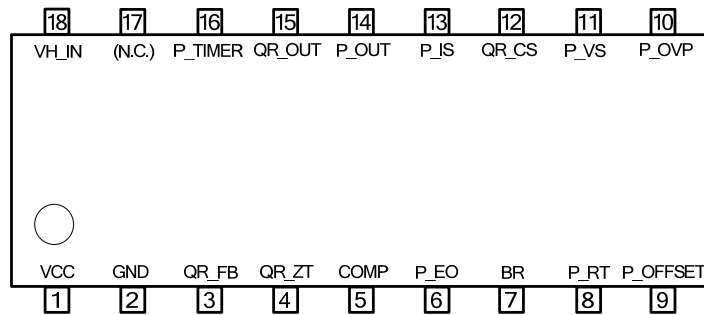 18 17 16 15 14 13 12 11 10
VH_IN (N.C.) P_TIMER QR_OUT P_OUT P_IS QR_CS P_VS P_OVP
VCC GND QR_FB QR_ZT COMP P_EO BR P_RT P_OFFSET
1 2 3 4 5 6 7 8 9